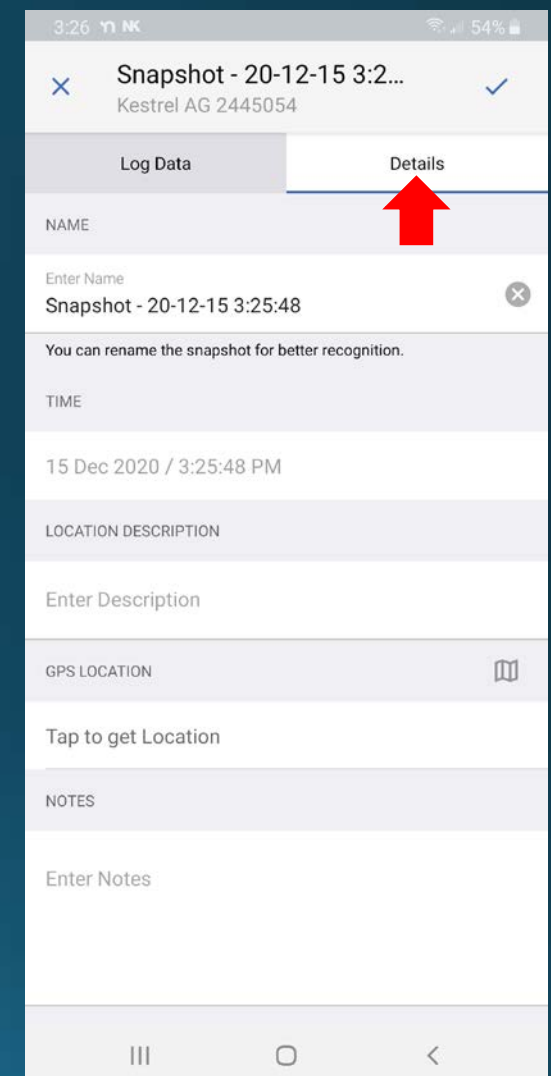 3:26 NK 54%
Snapshot - 20-12-15 3:2...
Kestrel AG 2445054
Log Data Details
NAME
Enter Name
Snapshot - 20-12-15 3:25:48
You can rename the snapshot for better recognition.
TIME
15 Dec 2020 / 3:25:48 PM
LOCATION DESCRIPTION
Enter Description
GPS LOCATION
Tap to get Location
NOTES
Enter Notes